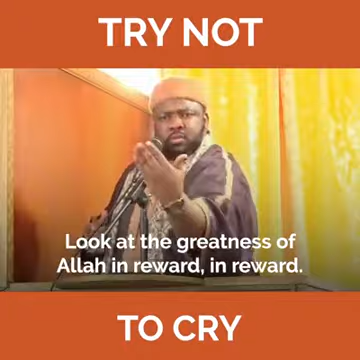 TRY NOT
Look at the greatness of
Allah in reward, in reward.
TO CRY